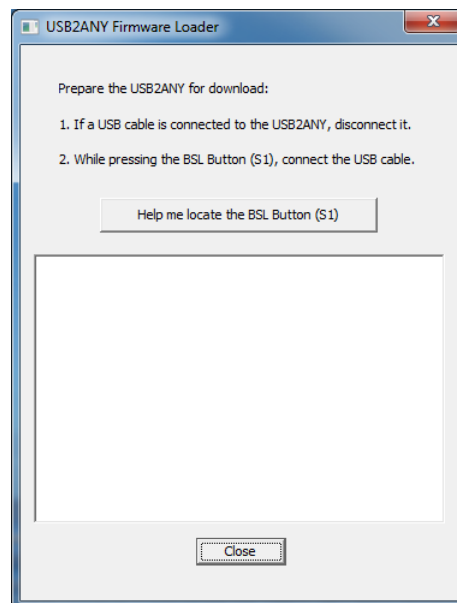 USB2ANY Firmware Loader
Prepare the USB2ANY for download:
1. If a USB cable is connected to the USB2ANY, disconnect it.
2. While pressing the BSL Button (S1), connect the USB cable.
Help me locate the BSL Button (S1)
Close